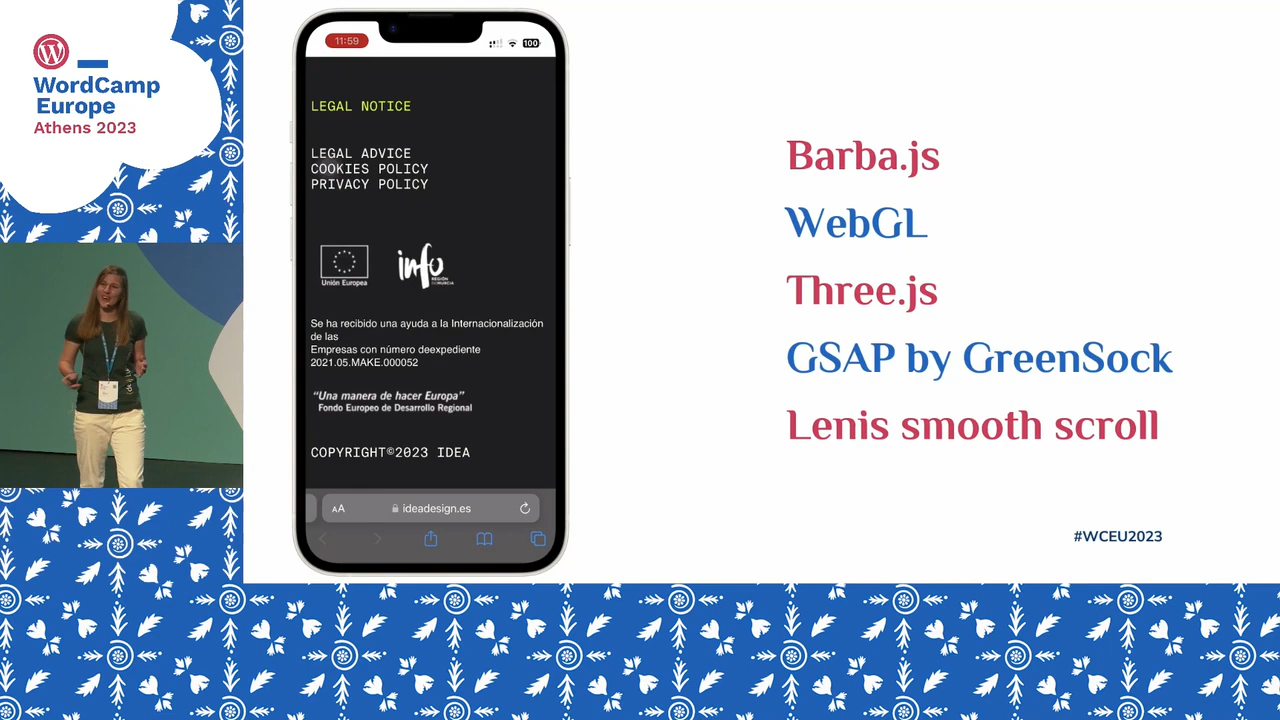 WordCamp
Europe
Athens 2023
11:59
100
LEGAL NOTICE
LEGAL ADVICE
COOKIES POLICY
PRIVACY POLICY
Unión Europea
info
REGIÓN
DE MURCIA
Se ha recibido una ayuda a la Internacionalización
de las
Empresas con número deexpediente
2021.05.MAKE.000052
“Una manera de hacer Europa”
Fondo Europeo de Desarrollo Regional
COPYRIGHT©2023 IDEA
AA
ideadesign.es
Barba.js
WebGL
Three.js
GSAP by GreenSock
Lenis smooth scroll
#WCEU2023